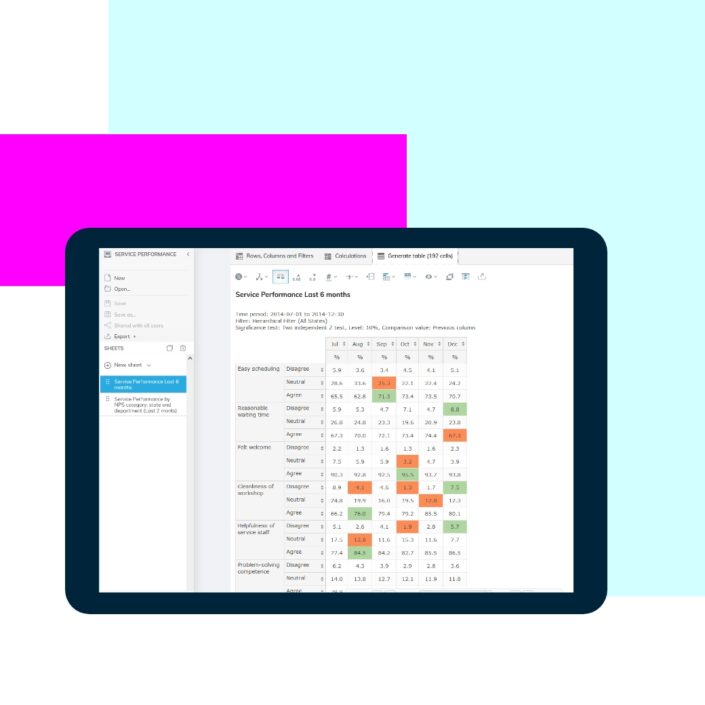 SERVICE PERFORMANCE
New
Open...
Save
Save as...
Shared with all users
Export
SHEETS
New sheet
Service Performance Last 6
months
Service Performance by
NPS category, state and
department (Last 2 monts)
Rows, Columns and Filters Calculations Generate table (192 cells)
Service Performance Last 6 months
Time period: 2014-07-01 to 2014-12-30
Filter: Hierarchical Filter (All States)
Significance test: Two independent Z test, Level: 10%, Comparison value: Previous column
Jul Aug Sep Oct Nov Dec
% % % % % %
Easy scheduling Disagree 5.9 3.6 3.4 4.5 4.1 5.1
Neutral 28.6 33.6 25.3 22.1 22.4 24.2
Agree 65.5 62.8 71.3 73.4 73.5 70.7
Reasonable
waiting time Disagree 5.9 5.3 4.7 7.1 4.7 8.8
Neutral 26.8 24.8 23.3 19.6 20.9 23.8
Agree 67.3 70.0 72.1 73.4 74.4 67.3
Felt welcome Disagree 2.2 1.3 1.6 1.3 1.6 2.3
Neutral 7.5 5.9 5.9 3.2 4.7 3.9
Agree 90.3 92.8 92.5 95.5 93.7 93.8
Cleanness of
workshop Disagree 8.9 4.1 4.6 1.3 1.7 7.5
Neutral 24.8 19.9 16.0 19.5 12.8 12.3
Agree 66.2 76.0 79.4 79.2 85.5 80.1
Helpfulness of
service staff Disagree 5.1 2.6 4.1 1.9 2.8 5.7
Neutral 17.5 12.8 11.6 15.3 11.6 7.7
Agree 77.4 84.5 84.2 82.7 85.5 86.5
Problem-solving
competence Disagree 6.2 4.3 3.9 2.9 2.8 3.6
Neutral 14.0 13.8 12.7 12.1 11.9 11.8
Agree